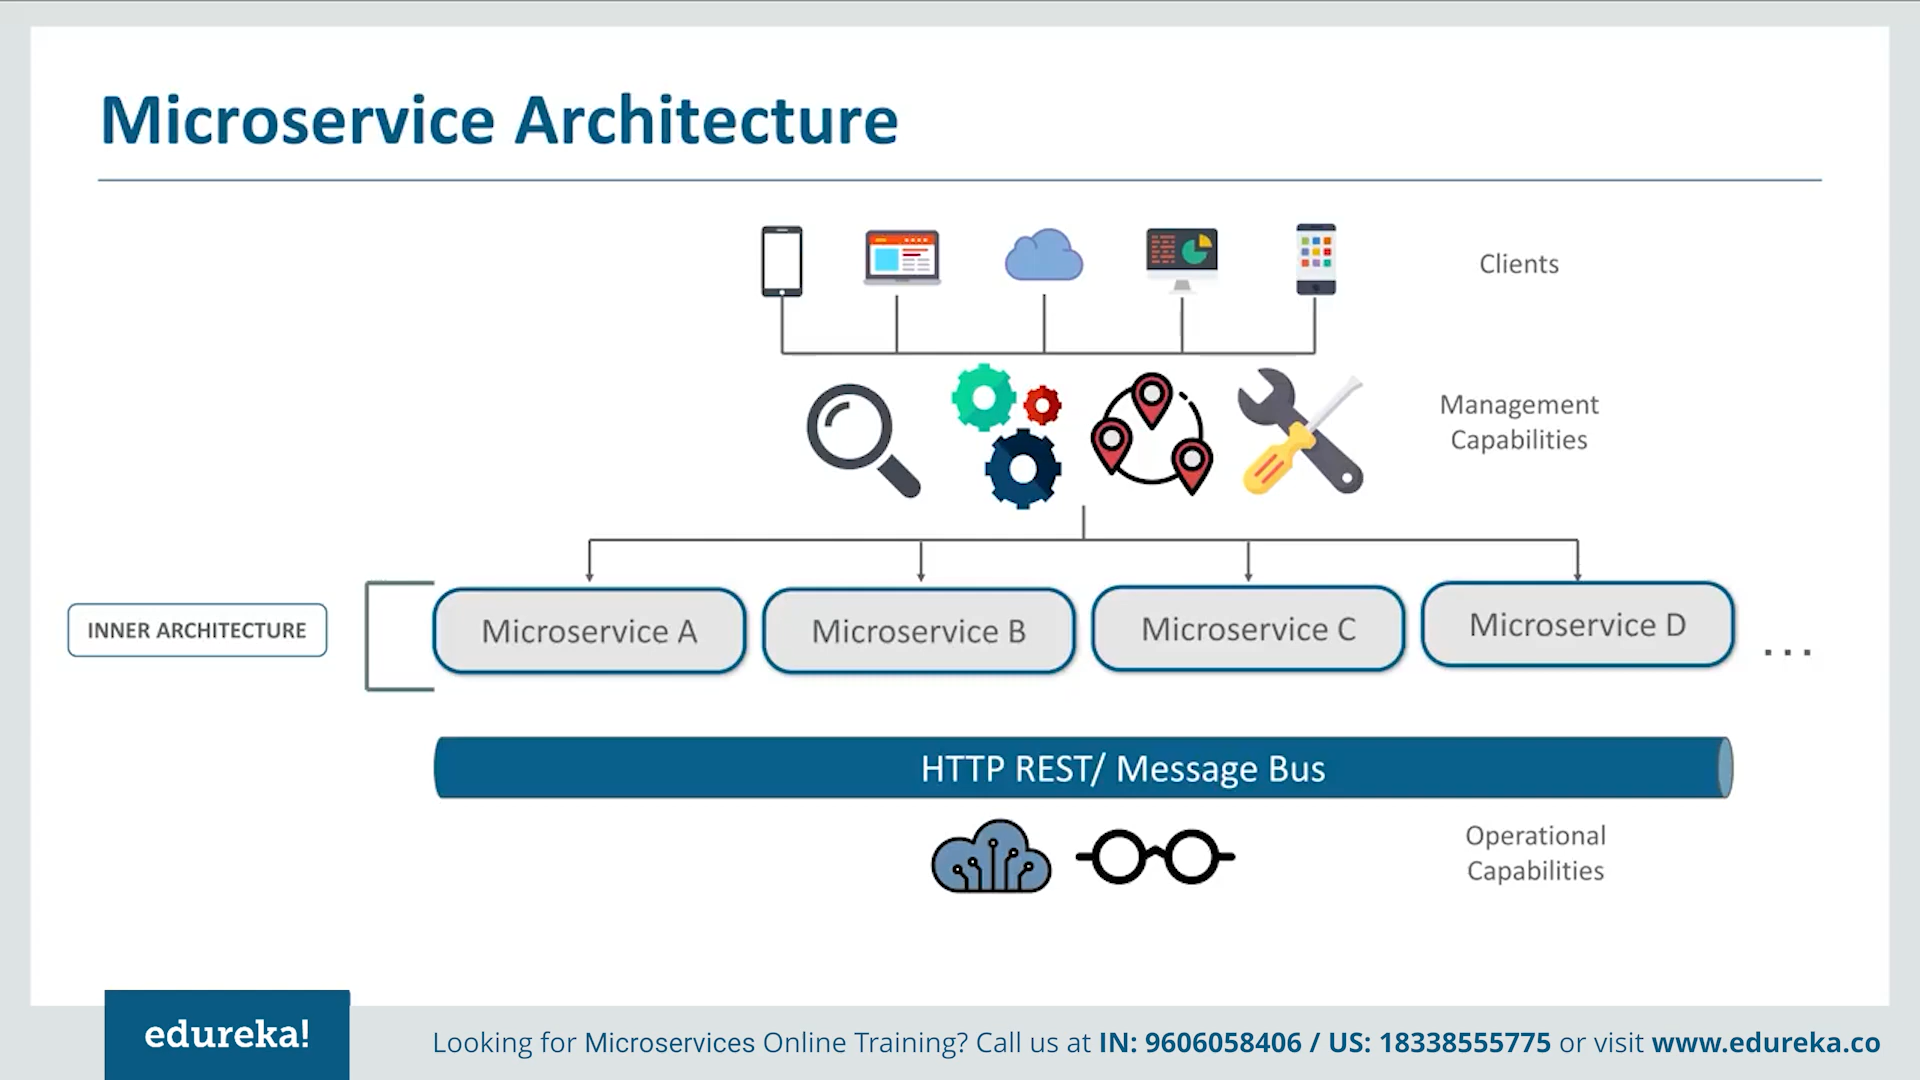 Microservice Architecture
Clients
Management
Capabilities
INNER ARCHITECTURE
Microservice A
Microservice B
Microservice C
Microservice D
...
HTTP REST/ Message Bus
Operational
Capabilities
edureka!
Looking for Microservices Online Training? Call us at IN: 9606058406 / US: 18338555775 or visit www.edureka.co